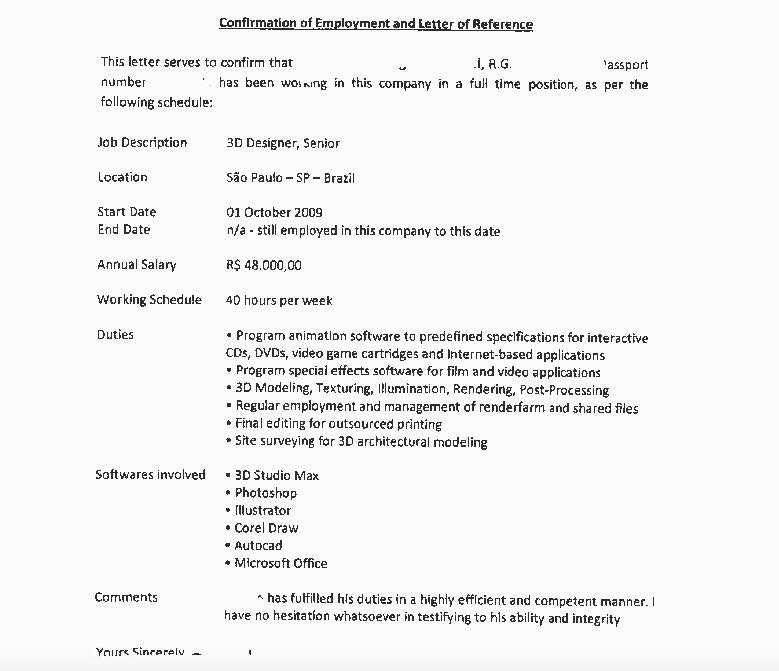 Confirmation of Employment and Letter of Reference
This letter serves to confirm that R.G.
number has been working in this company in a full time position, as per the
following schedule:
Job Description 3D Designer, Senior
Location São Paulo – SP – Brazil
Start Date 01 October 2009
End Date n/a - still employed in this company to this date
Annual Salary R$ 48.000,00
Working Schedule 40 hours per week
Duties • Program animation software to predefined specifications for interactive
CDs, DVDs, video game cartridges and Internet-based applications
• Program special effects software for film and video applications
• 3D Modeling, Texturing, Illumination, Rendering, Post-Processing
• Regular employment and management of renderfarm and shared files
• Final editing for outsourced printing
• Site surveying for 3D architectural modeling
Softwares involved • 3D Studio Max
• Photoshop
• Illustrator
• Corel Draw
• Autocad
• Microsoft Office
Comments has fulfilled his duties in a highly efficient and competent manner. I
have no hesitation whatsoever in testifying to his ability and integrity
Yours Sincerely